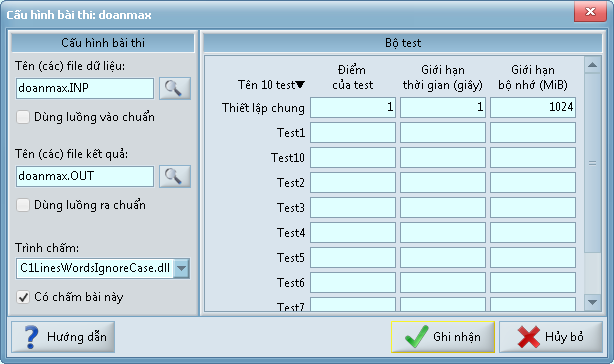 Cấu hình bài thi: doanmax
Cấu hình bài thi
Tên (các) file dữ liệu:
doanmax.INP
Dùng luồng vào chuẩn
Tên (các) file kết quả:
doanmax.OUT
Dùng luồng ra chuẩn
Trình chấm:
C1LinesWordsIgnoreCase.dll
Có chấm bài này
Bộ test
Tên 10 test▼
Điểm
của test
Giới hạn
thời gian (giây)
Giới hạn
bộ nhớ (MiB)
Thiết lập chung 1 1 1024
Test1
Test10
Test2
Test3
Test4
Test5
Test6
Test7
? Hướng dẫn
Ghi nhận
Hủy bỏ